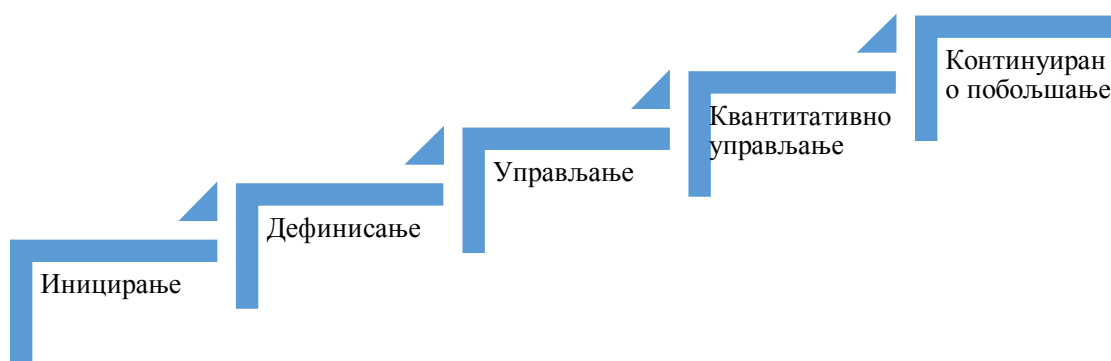 Иницирање
Дефинисање
Управљање
Квантитативно
управљање
Континуиран
о побољшање